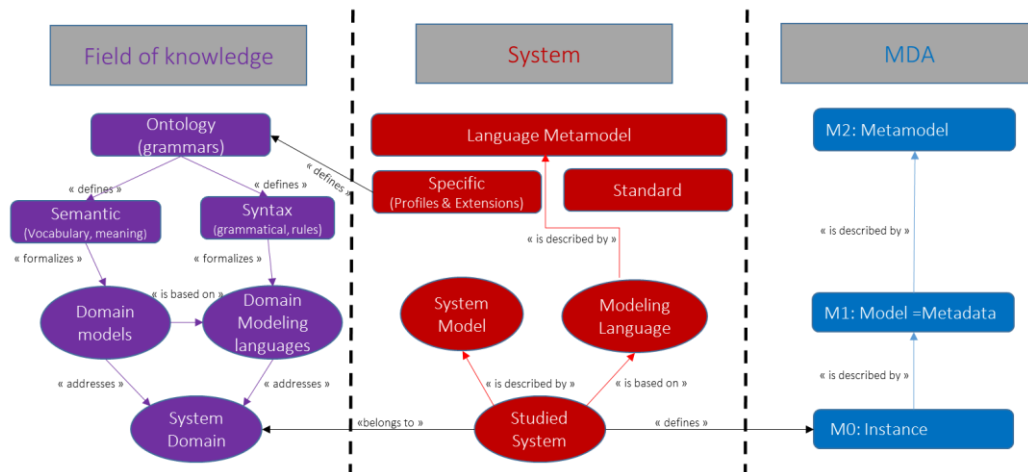 Field of knowledge
System
MDA
Ontology
(grammars)
« defines »
« defines »
Semantic
(Vocabulary, meaning)
Syntax
(grammatical, rules)
« formalizes »
« formalizes »
« is based on »
Domain
models
Domain
Modeling
languages
« addresses »
« addresses »
System
Domain
« defines »
Language Metamodel
Specific
(Profiles & Extensions)
Standard
« is described by »
System
Model
Modeling
Language
« is described by »
« is based on »
«belongs to »
Studied
System
« defines »
M2: Metamodel
« is described by »
M1: Model =Metadata
« is described by »
M0: Instance